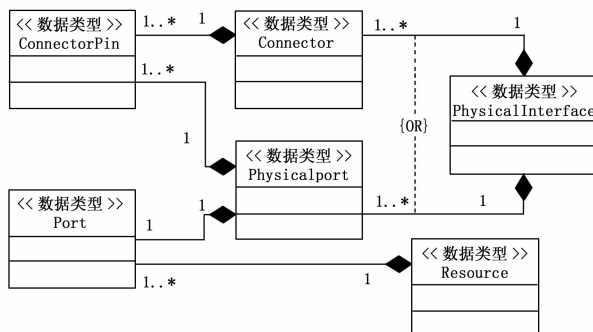 << 数据类型 >>
ConnectorPin
1..*
1
<< 数据类型 >>
Connector
1..*
1
1..*
<< 数据类型 >>
PhysicalInterface
{OR}
1
<< 数据类型 >>
Physicalport
1..*
1
<< 数据类型 >>
Port
1
1
<< 数据类型 >>
Resource
1..*
1